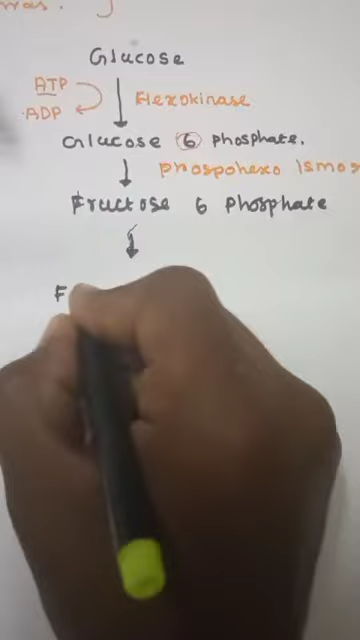 Glucose
ATP
Hexokinase
ADP
Glucose 6 phosphate.
Fructose 6 Phosphate
F